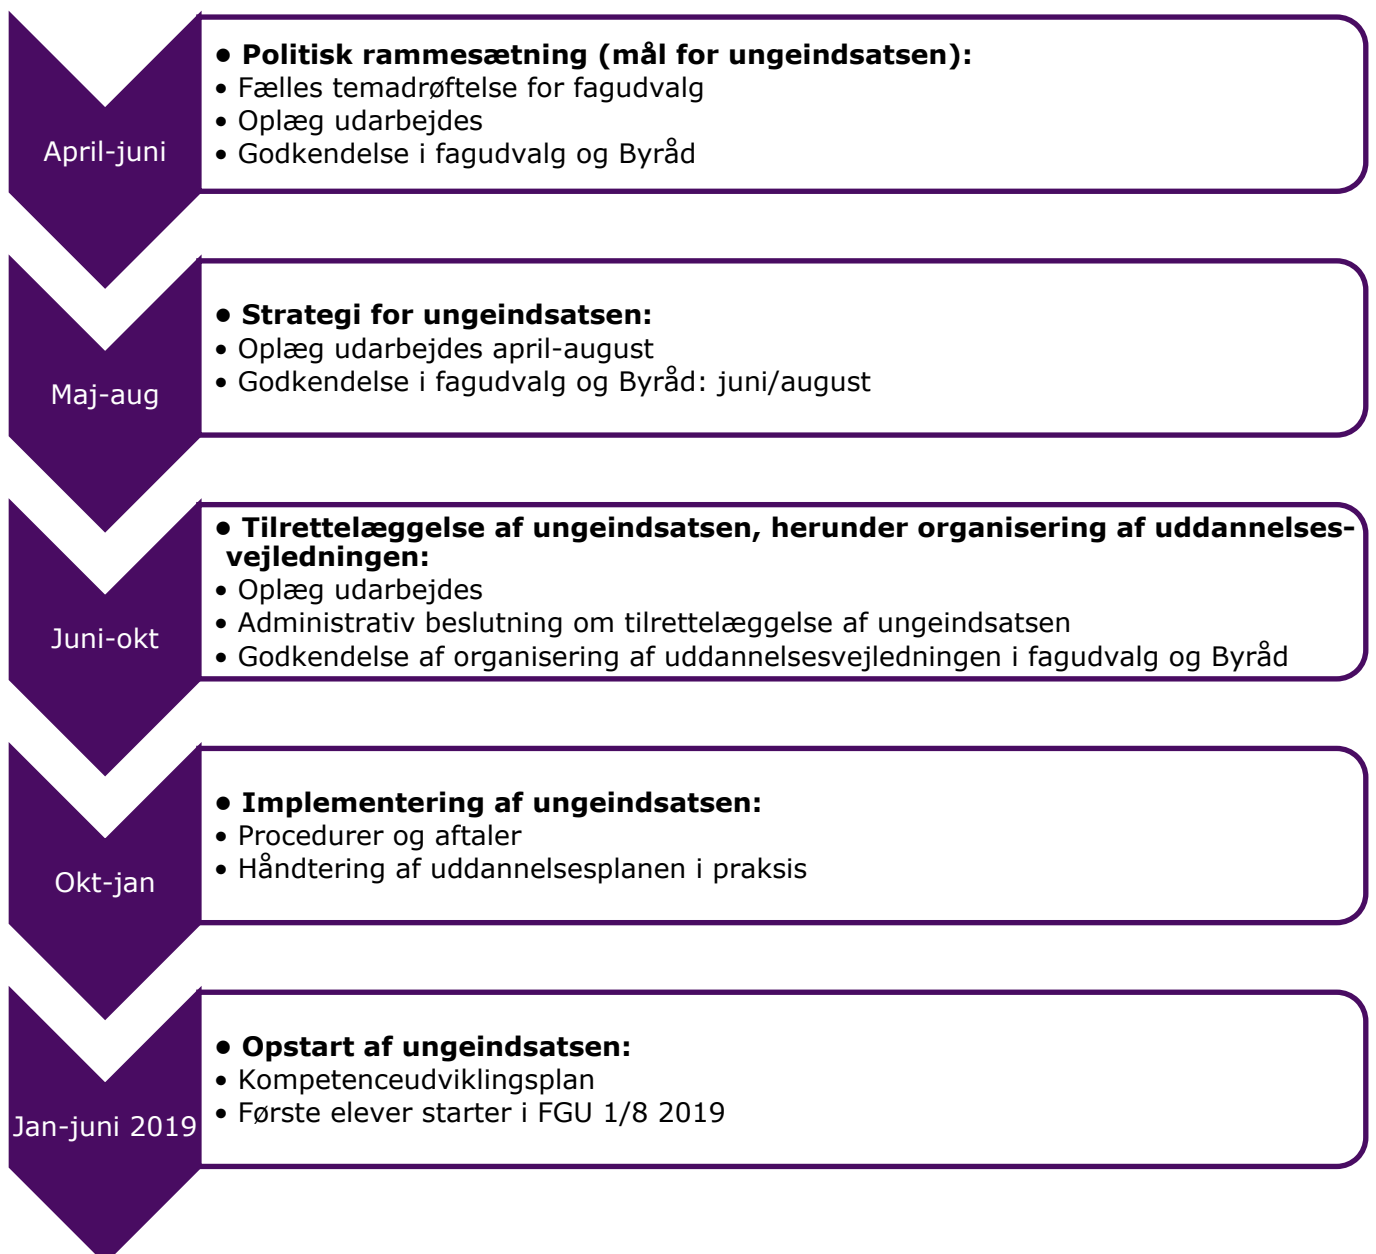 April-juni
• Politisk rammesætning (mål for ungeindsatsen):
• Fælles temadrøftelse for fagudvalg
• Oplæg udarbejdes
• Godkendelse i fagudvalg og Byråd
Maj-aug
• Strategi for ungeindsatsen:
• Oplæg udarbejdes april-august
• Godkendelse i fagudvalg og Byråd: juni/august
Juni-okt
• Tilrettelæggelse af ungeindsatsen, herunder organisering af uddannelses-
vejledningen:
• Oplæg udarbejdes
• Administrativ beslutning om tilrettelæggelse af ungeindsatsen
• Godkendelse af organisering af uddannelsesvejledningen i fagudvalg og Byråd
Okt-jan
• Implementering af ungeindsatsen:
• Procedurer og aftaler
• Håndtering af uddannelsesplanen i praksis
Jan-juni 2019
• Opstart af ungeindsatsen:
• Kompetenceudviklingsplan
• Første elever starter i FGU 1/8 2019